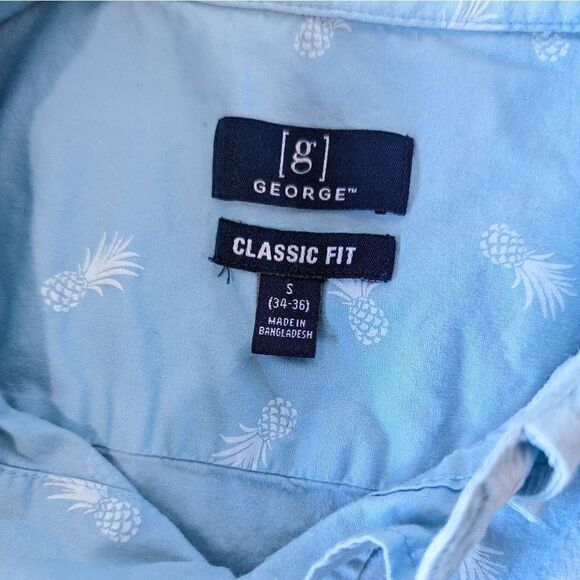 [g]
GEORGE™
CLASSIC FIT
S
(34-36)
MADE IN
BANGLADESH